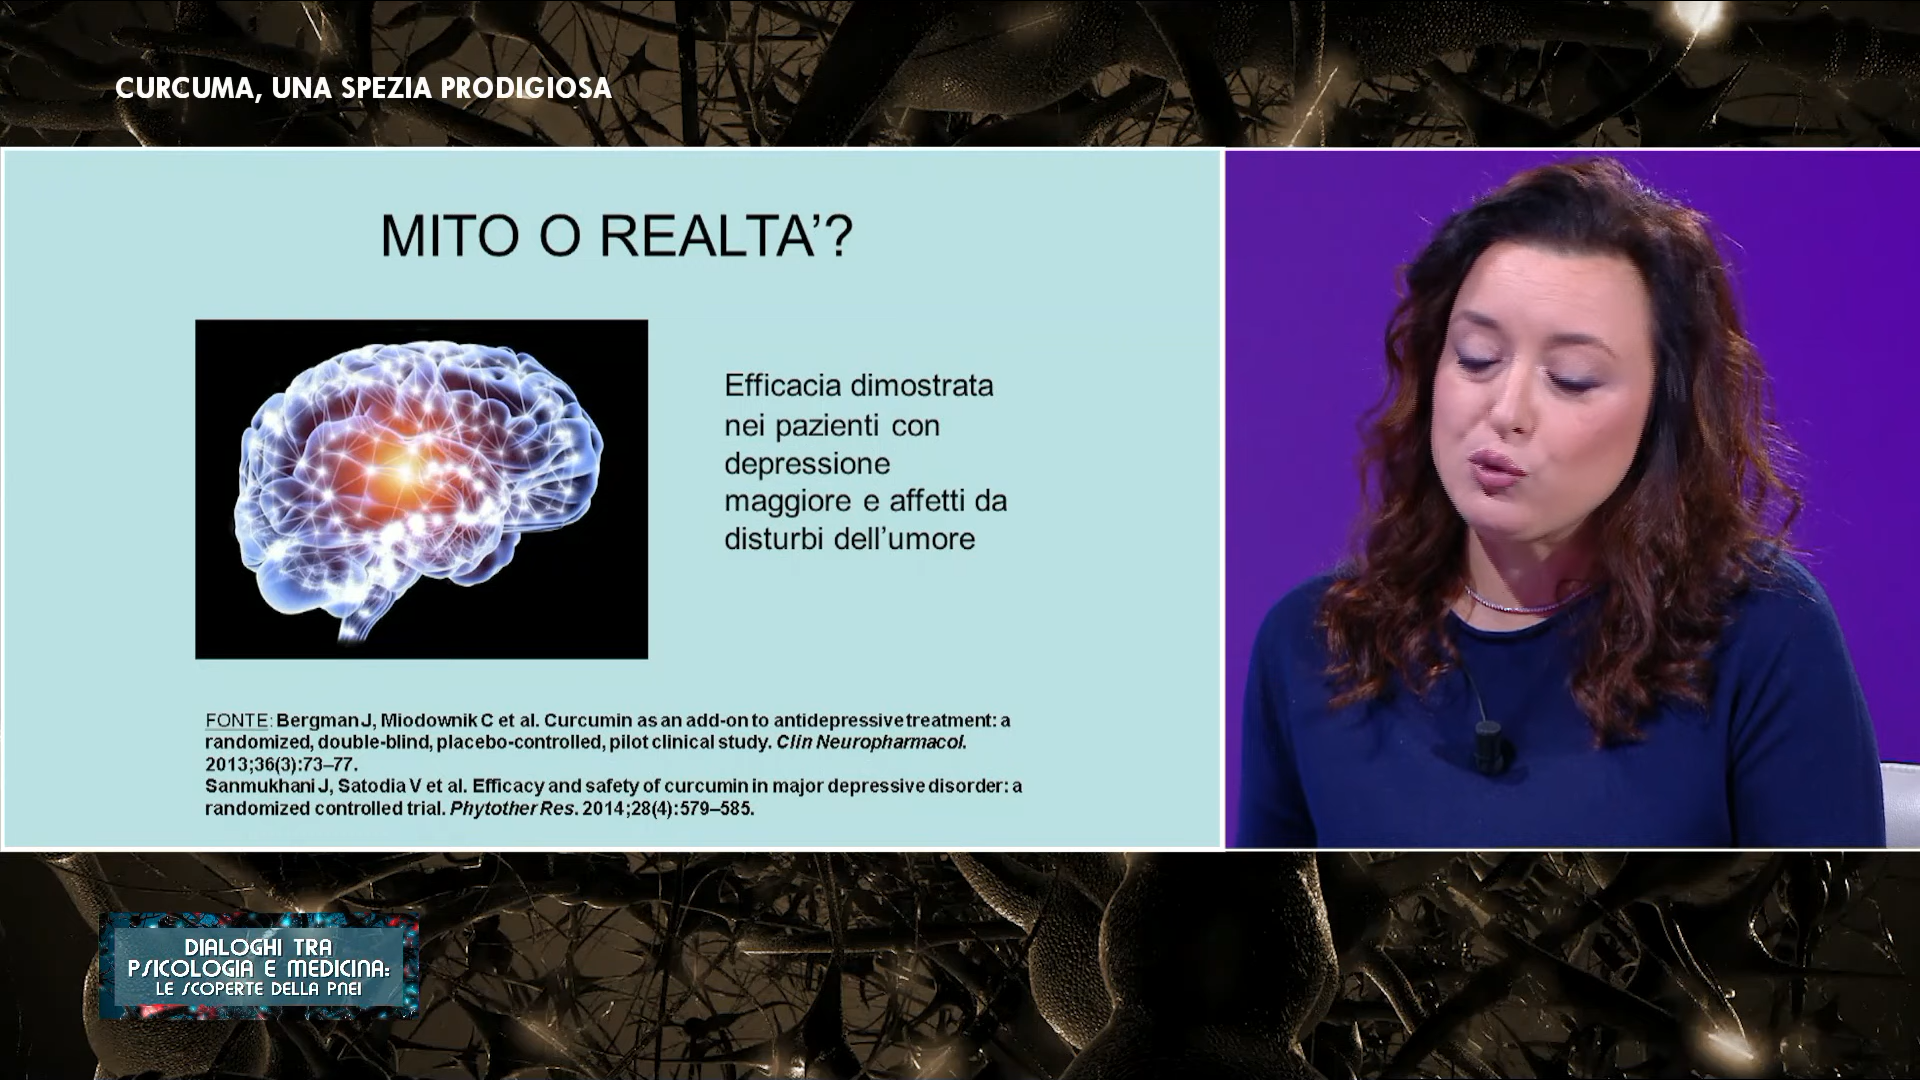 CURCUMA, UNA SPEZIA PRODIGIOSA
MITO O REALTA’?
Efficacia dimostrata
nei pazienti con
depressione
maggiore e affetti da
disturbi dell’umore
FONTE: Bergman J, Miodownik C et al. Curcumin as an add-on to antidepressive treatment: a
randomized, double-blind, placebo-controlled, pilot clinical study. Clin Neuropharmacol.
2013;36(3):73–77.
Sanmukhani J, Satodia V et al. Efficacy and safety of curcumin in major depressive disorder: a
randomized controlled trial. Phytother Res. 2014;28(4):579–585.
DIALOGHI TRA
PSICOLOGIA E MEDICINA:
LE SCOPERTE DELLA PNEI